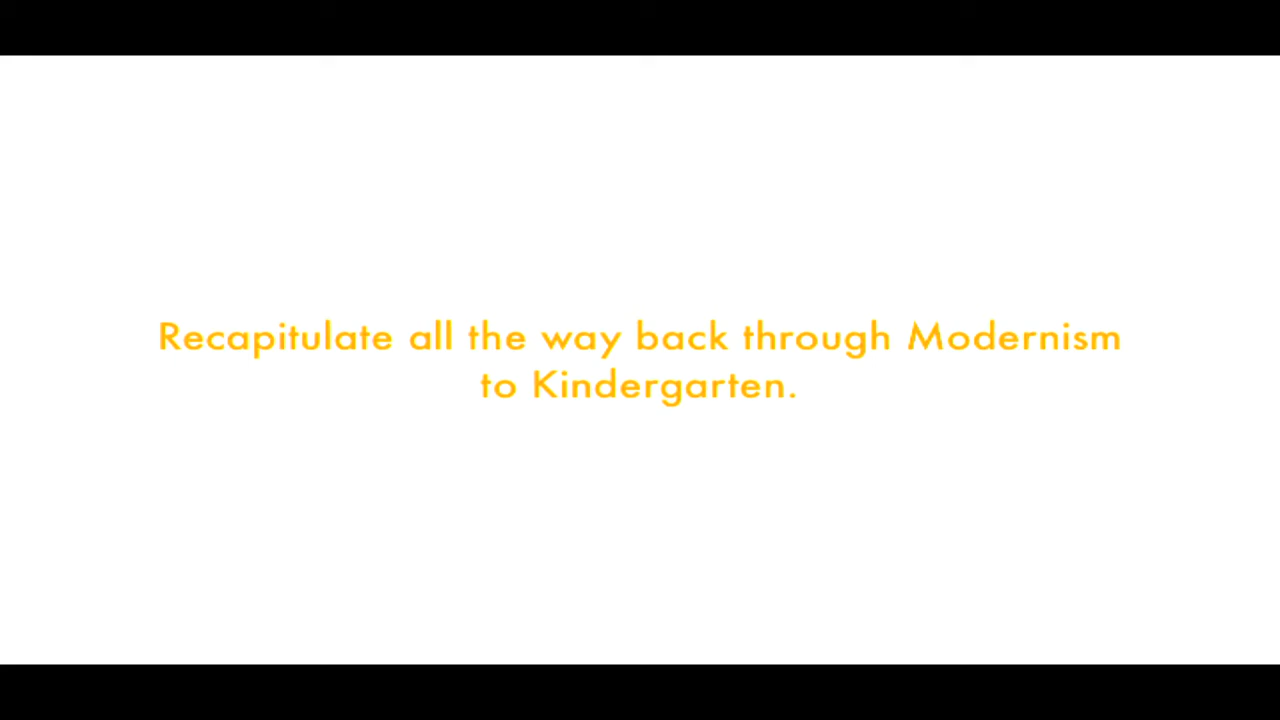 Recapitulate all the way back through Modernism
to Kindergarten.